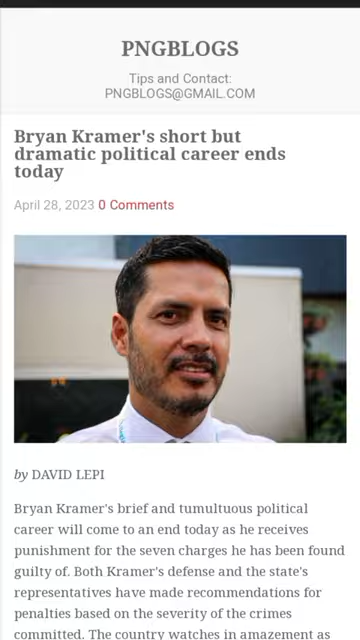 PNGBLOGS
Tips and Contact:
PNGBLOGS@GMAIL.COM
Bryan Kramer's short but
dramatic political career ends
today
April 28, 2023 0 Comments
by DAVID LEPI
Bryan Kramer's brief and tumultuous political
career will come to an end today as he receives
punishment for the seven charges he has been found
guilty of. Both Kramer's defense and the state's
representatives have made recommendations for
penalties based on the severity of the crimes
committed. The country watches in amazement as